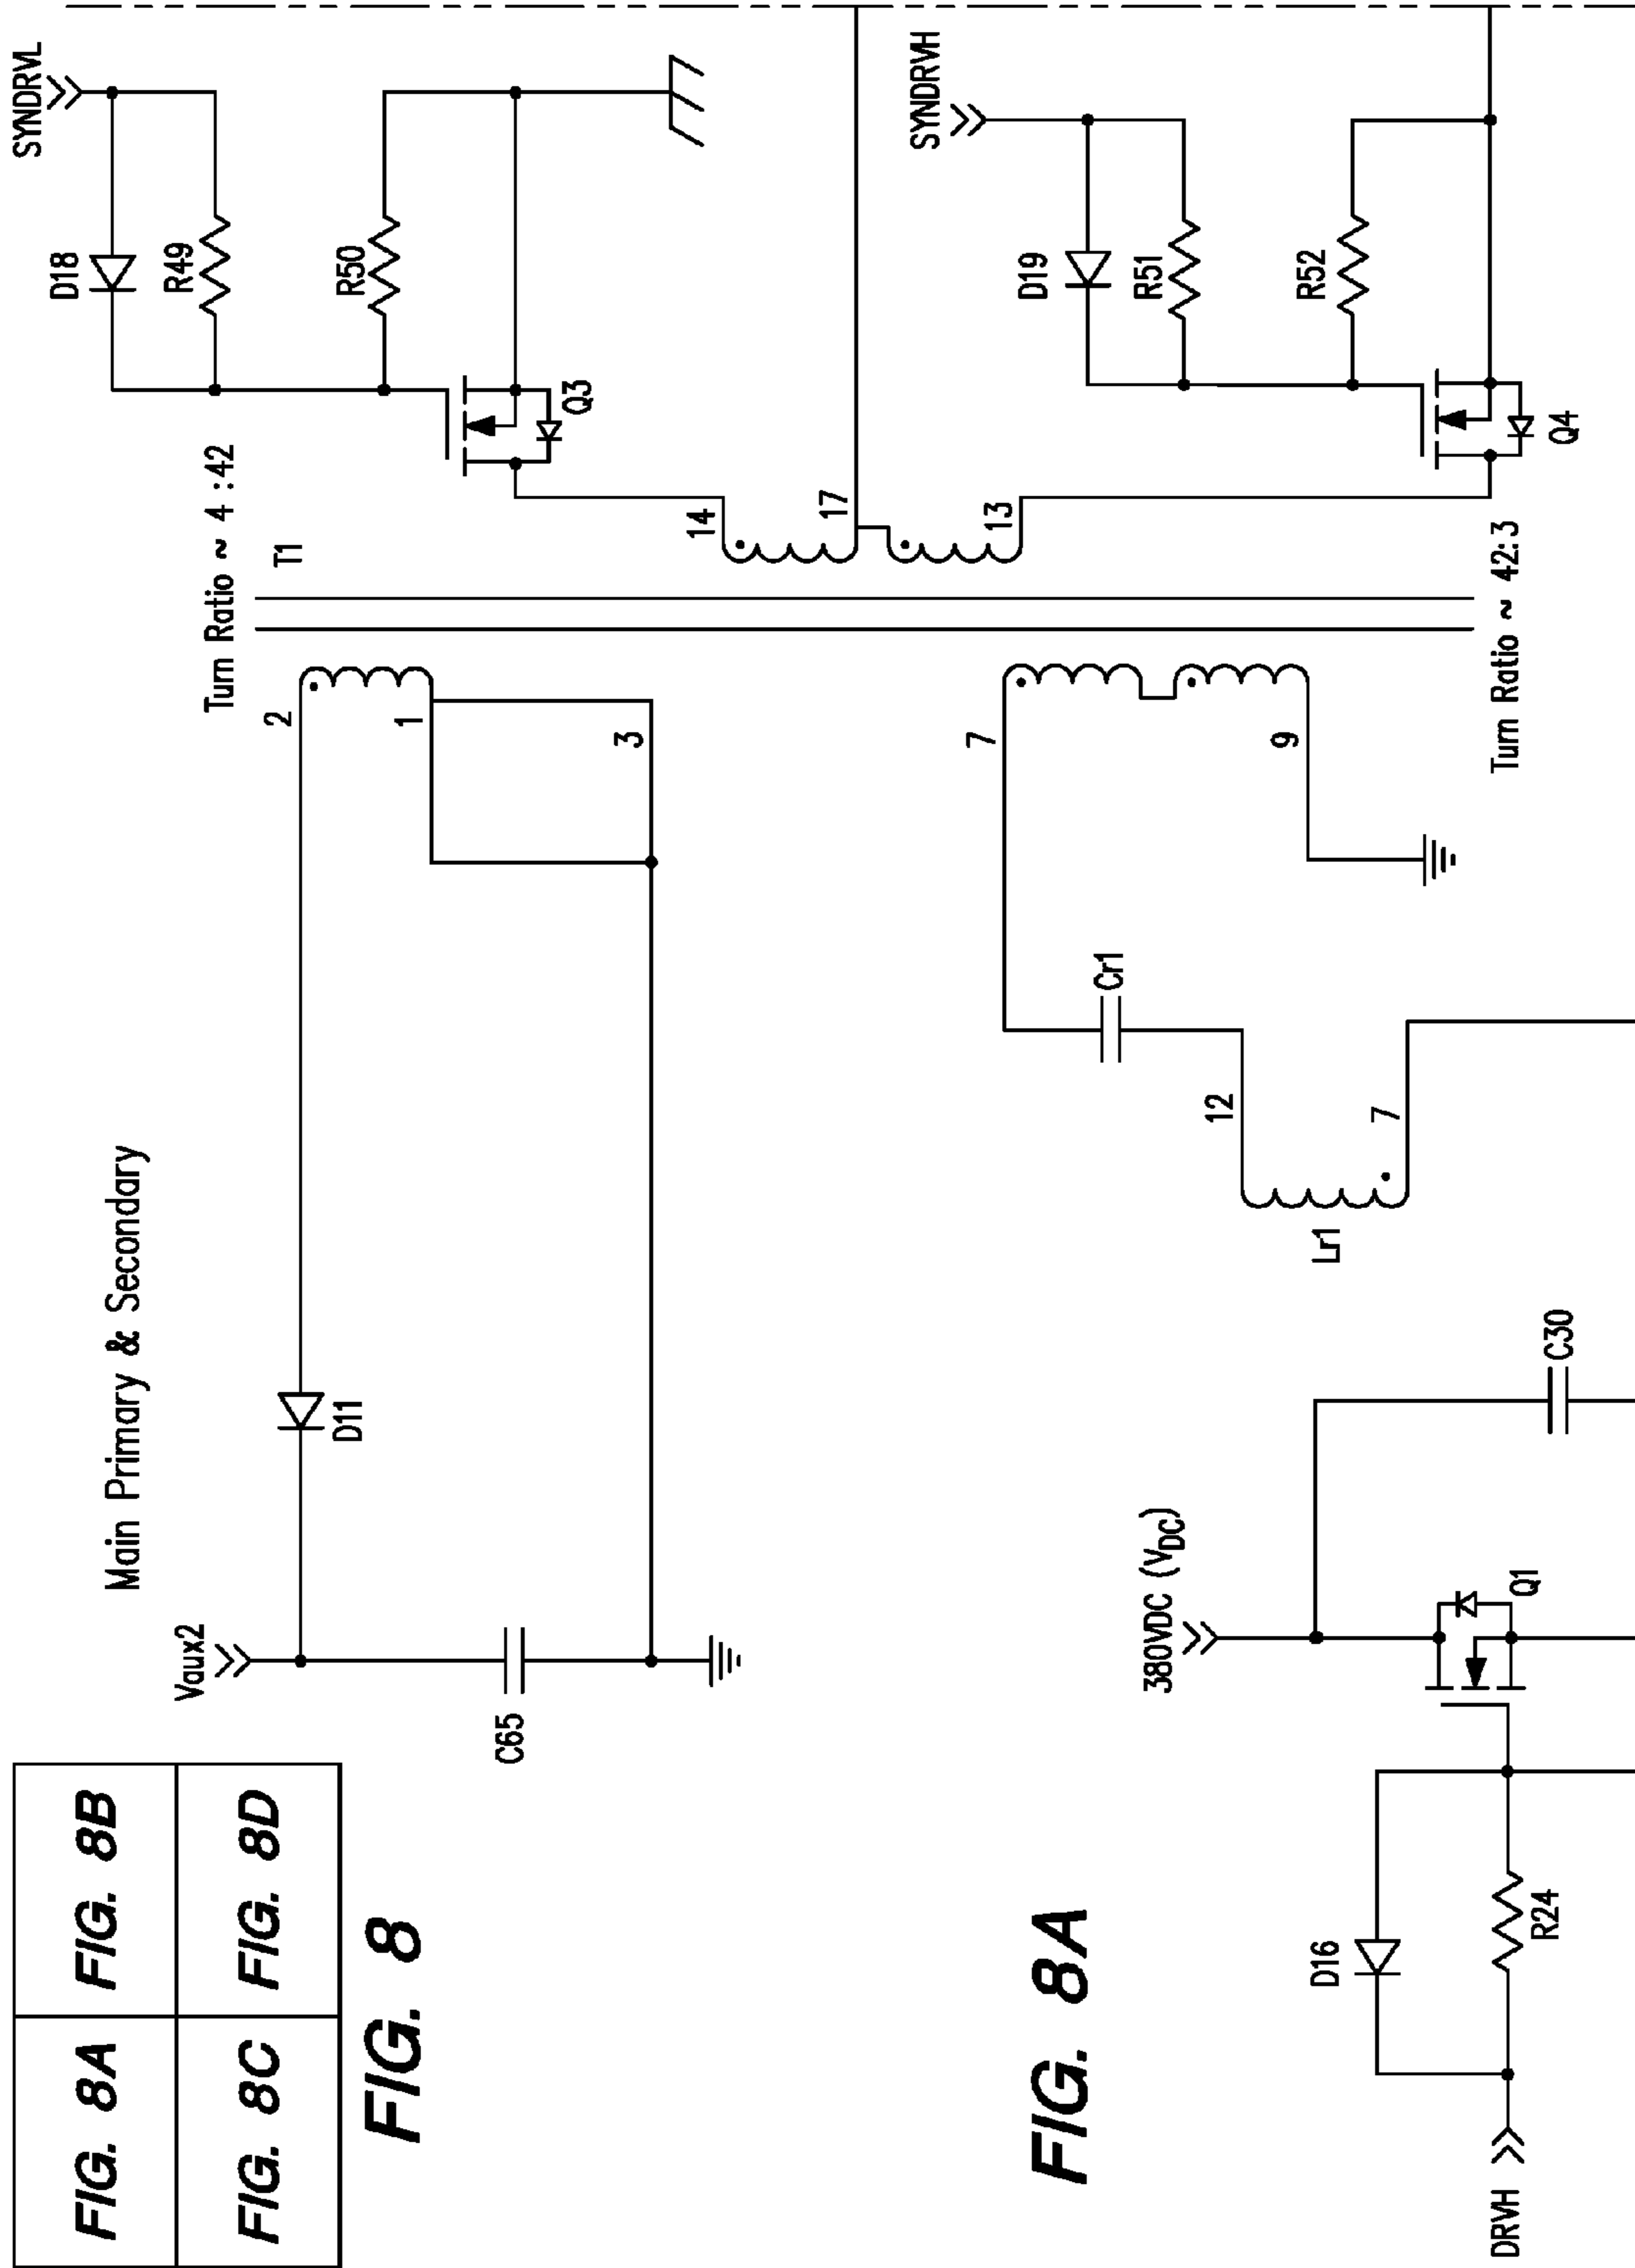 FIG. 8A
FIG. 8B
FIG. 8C
FIG. 8D
FIG. 8
Main Primary & Secondary
Vaux2
C65
D11
2
1
3
Turn Ratio ~ 4 :42
T1
SYNDRVL
D18
R49
R50
Q3
14
17
13
SYNDRVH
D19
R51
R52
Q4
Turn Ratio ~ 42:3
7
9
Cr1
12
7
Lr1
FIG. 8A
380VDC (VDC)
C30
Q1
D16
R24
DRVH